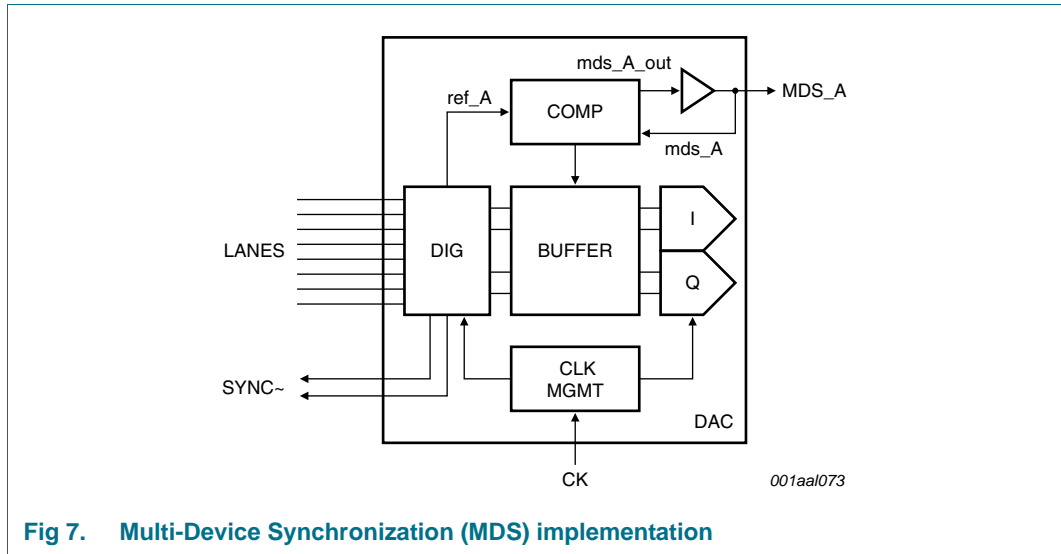 mds_A_out
MDS_A
ref_A
COMP
mds_A
I
LANES
DIG
BUFFER
Q
SYNC~
CLK
MGMT
DAC
CK
001aal073
Fig 7. Multi-Device Synchronization (MDS) implementation